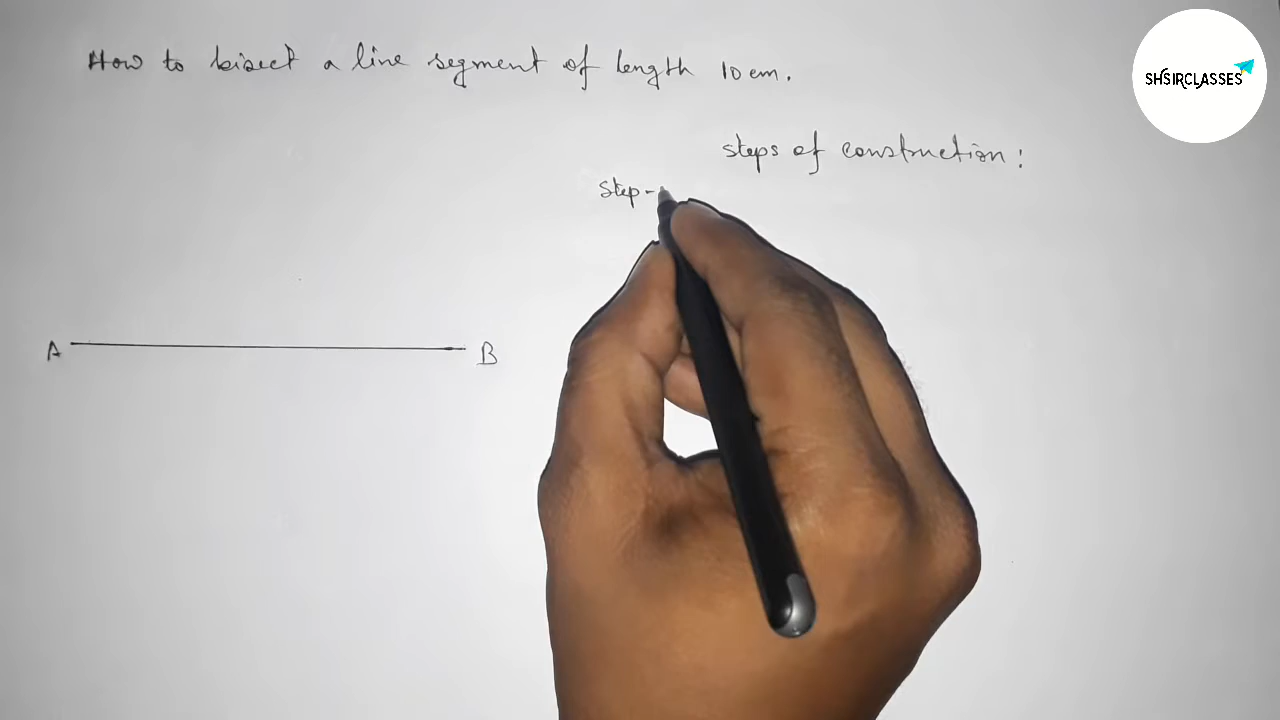 How to bisect a line segment of length 10 cm.
SHSIRCLASSES
steps of construction:
Step-
A
B